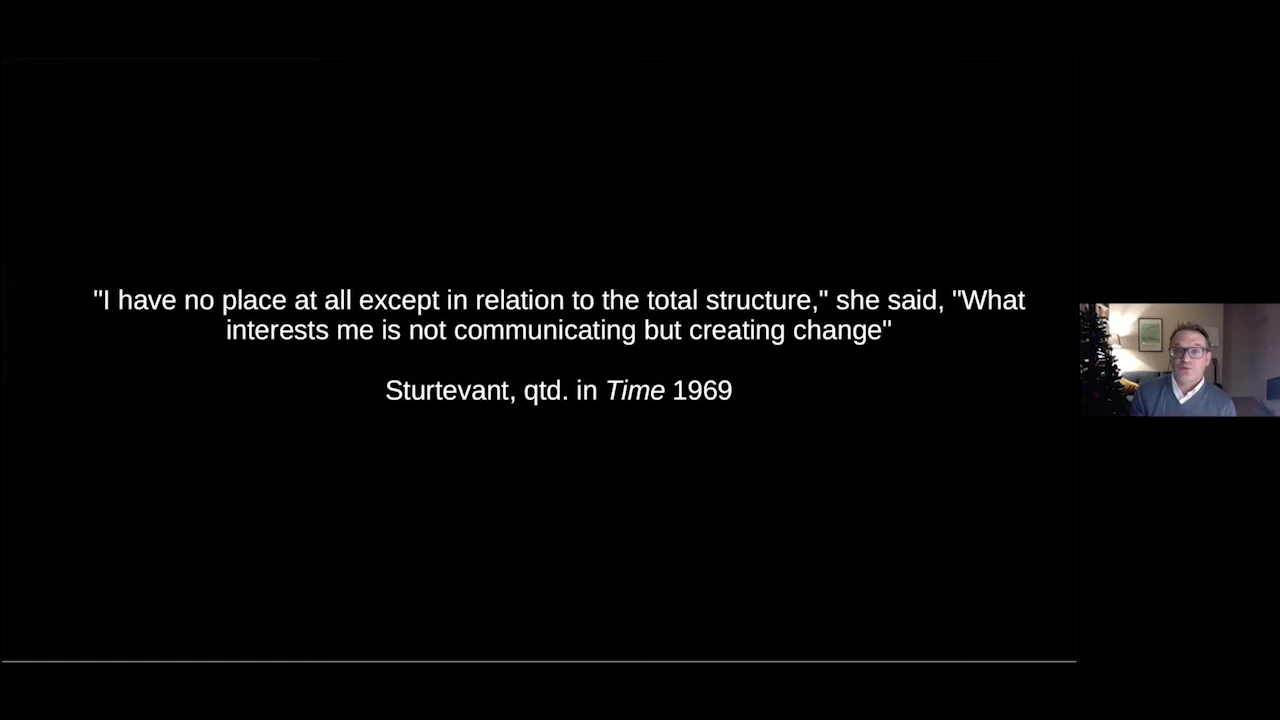 "I have no place at all except in relation to the total structure," she said, "What
interests me is not communicating but creating change"
Sturtevant, qtd. in Time 1969